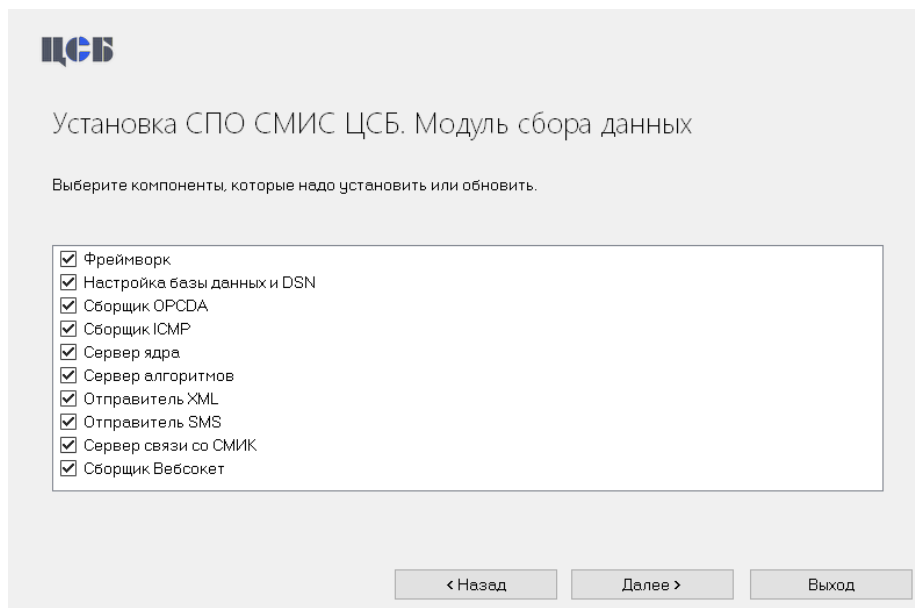 ЦСБ
Установка СПО СМИС ЦСБ. Модуль сбора данных
Выберите компоненты, которые надо установить или обновить.
Фреймворк
Настройка базы данных и DSN
Сборщик OPCDA
Сборщик ICMP
Сервер ядра
Сервер алгоритмов
Отправитель XML
Отправитель SMS
Сервер связи со СМИК
Сборщик Вебсокет
< Назад
Далее >
Выход